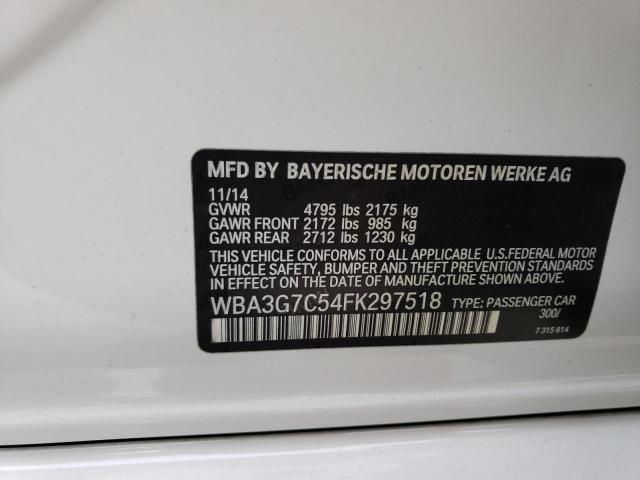 MFD BY BAYERISCHE MOTOREN WERKE AG
11/14
GVWR 4795 lbs 2175 kg
GAWR FRONT 2172 lbs 985 kg
GAWR REAR 2712 lbs 1230 kg
THIS VEHICLE CONFORMS TO ALL APPLICABLE U.S.FEDERAL MOTOR
VEHICLE SAFETY, BUMPER AND THEFT PREVENTION STANDARDS
IN EFFECT ON THE DATE OF MANUFACTURE SHOWN ABOVE.
WBA3G7C54FK297518 TYPE: PASSENGER CAR
300/
7 315 814